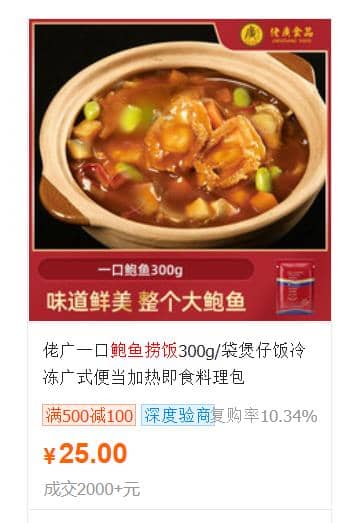 佬廣食品
一口鲍鱼300g
味道鲜美 整个大鲍鱼
佬广一口鲍鱼捞饭300g/袋煲仔饭冷
冻广式便当加热即食料理包
满500减100 深度验商 复购率10.34%
¥25.00
成交2000+元